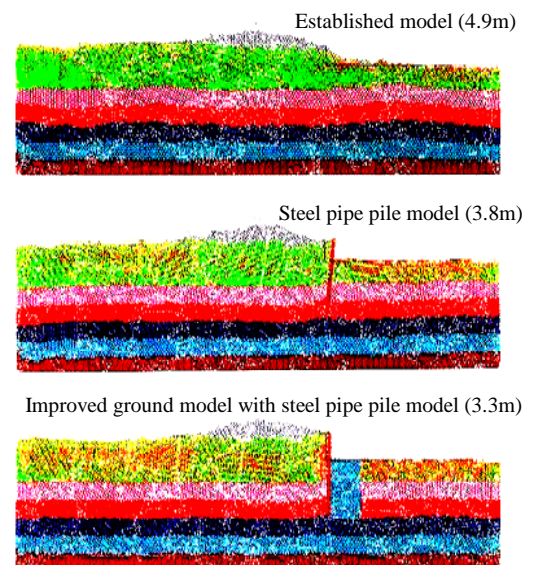 Established model (4.9m)
Steel pipe pile model (3.8m)
Improved ground model with steel pipe pile model (3.3m)